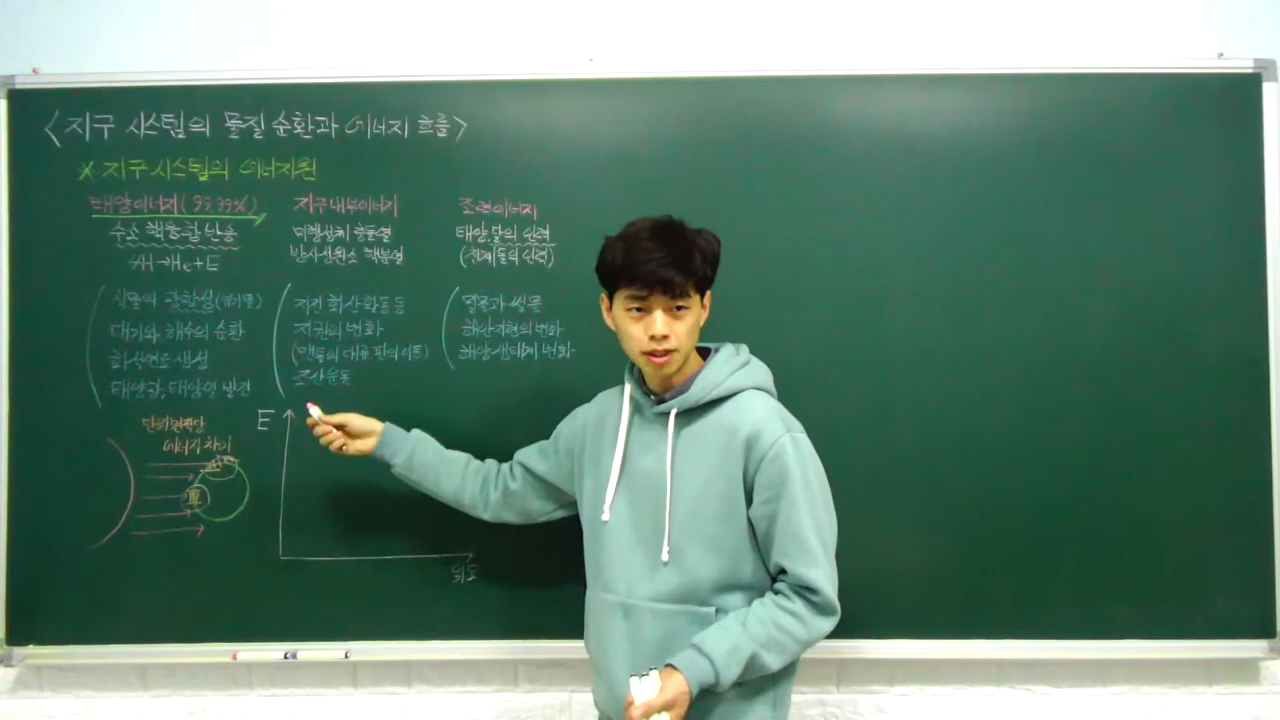 <지구 시스템의 물질 순환과 에너지 흐름>
* 지구시스템의 에너지원
태양에너지(99.99%)
수소 핵융합 반응
4H→He+E
식물의 광합성
대기와 해수의 순환
화석연료 생성
태양광, 태양열 발전
지구내부에너지
미행성체 충돌열
방사성원소 핵분열
지진 화산활동 등
지권의 변화
(맨틀의 대류 판의 이동)
조산운동
조력에너지
태양,달의 인력
(천체들의 인력)
밀물과 썰물
해안지형의 변화
해양생태계 변화
단위면적당
에너지 차이
E
위도